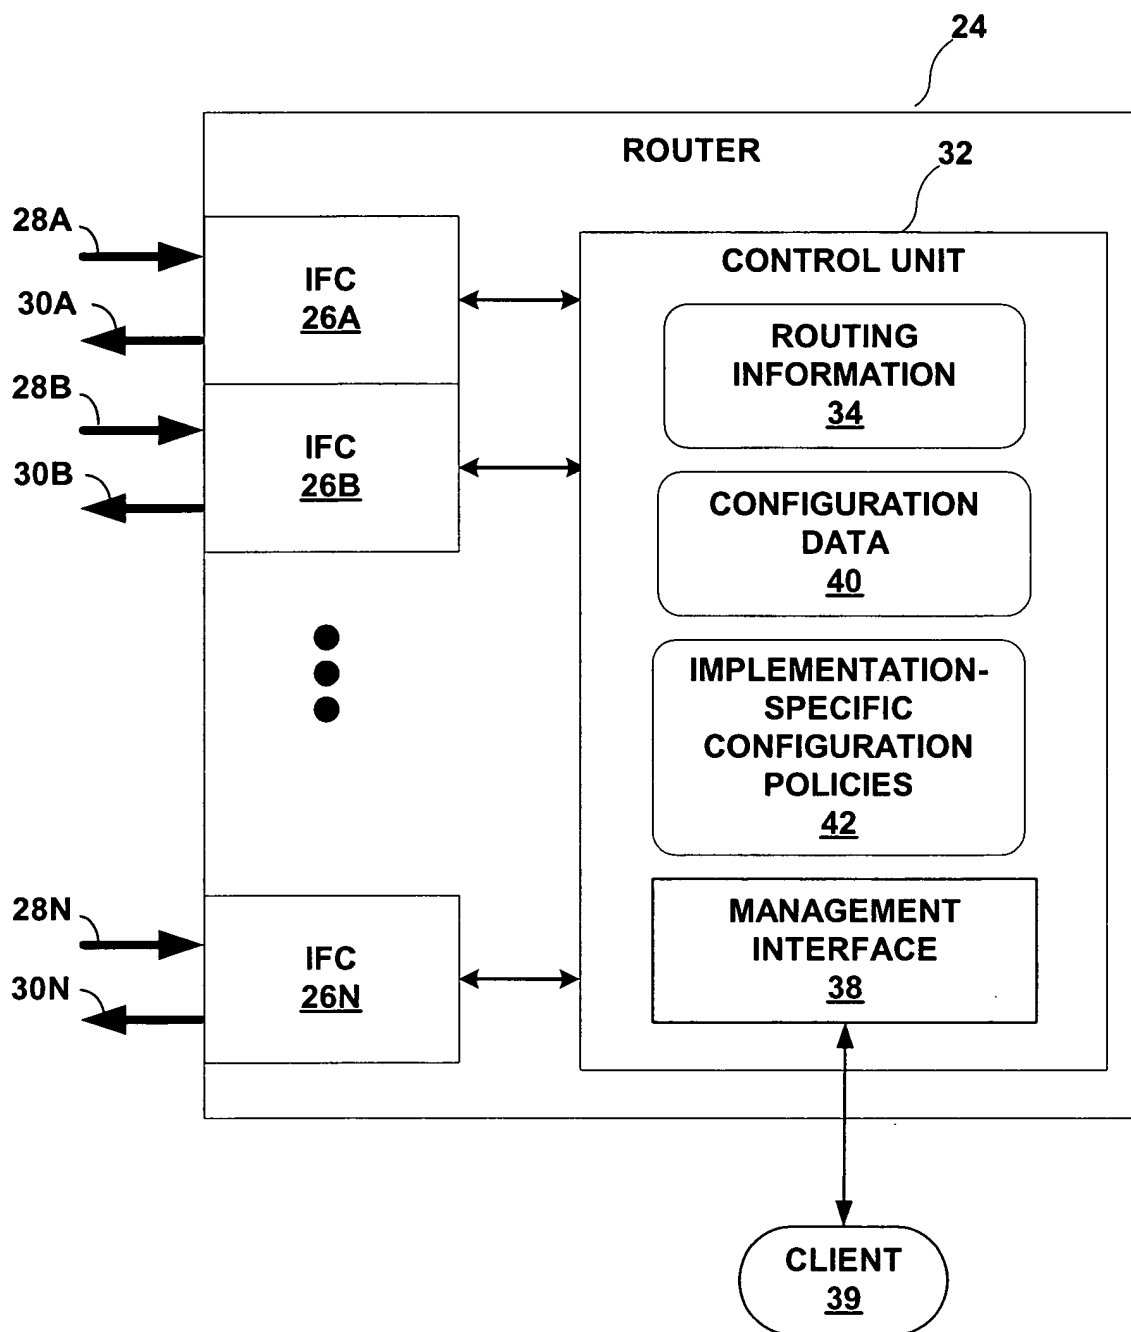 24
ROUTER
32
28A
30A
28B
30B
IFC
26A
IFC
26B
28N
30N
IFC
26N
CONTROL UNIT
ROUTING
INFORMATION
34
CONFIGURATION
DATA
40
IMPLEMENTATION-
SPECIFIC
CONFIGURATION
POLICIES
42
MANAGEMENT
INTERFACE
38
CLIENT
39